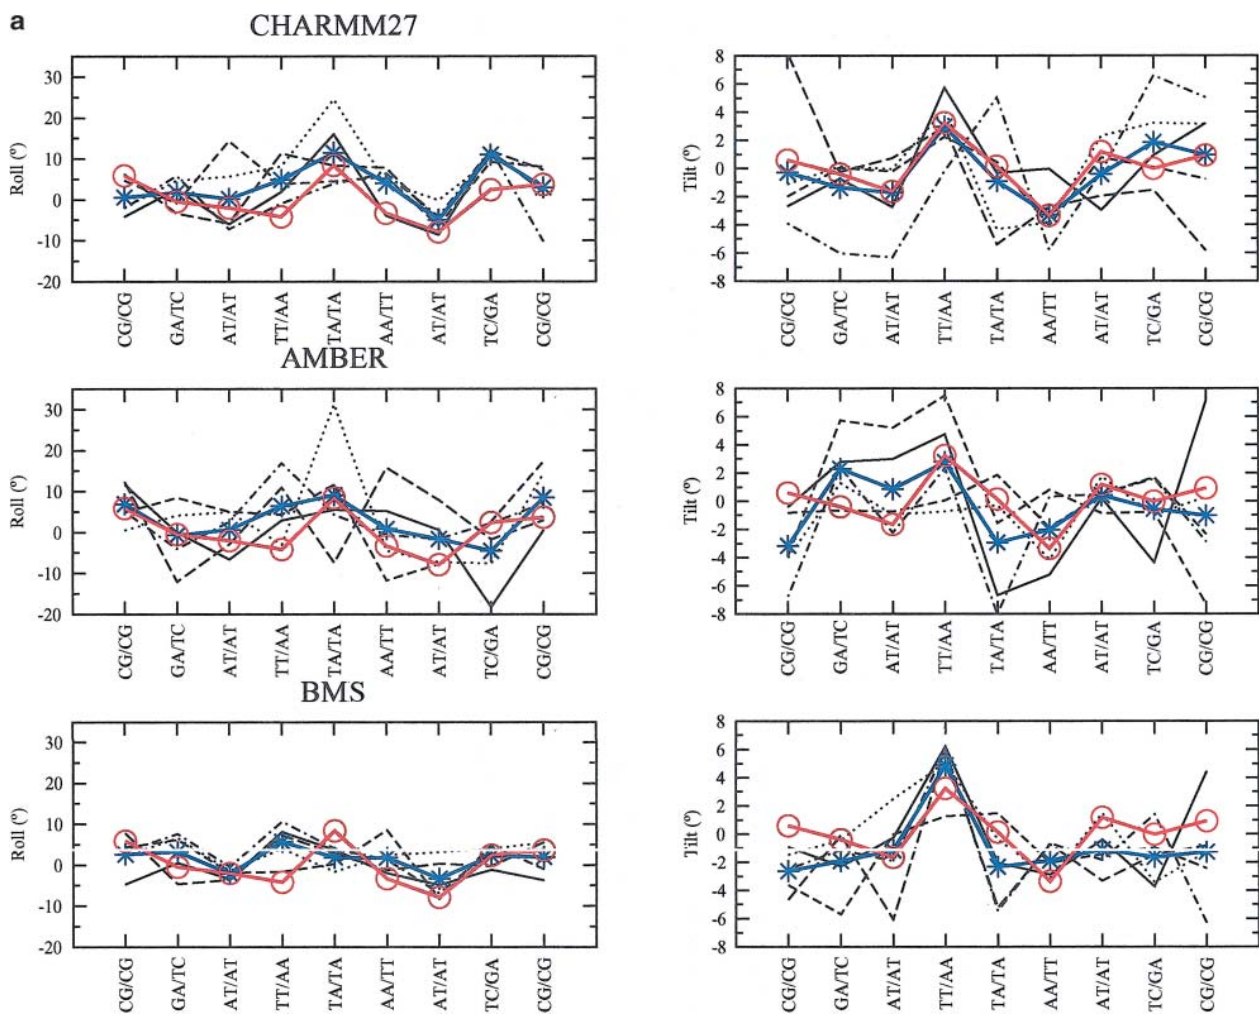 a
CHARMM27
Roll (º)
30
20
10
0
-10
-20
CG/CG
GA/TC
AT/AT
TT/AA
TA/TA
AA/TT
AT/AT
TC/GA
CG/CG
Tilt (º)
8
6
4
2
0
-2
-4
-6
-8
CG/CG
GA/TC
AT/AT
TT/AA
TA/TA
AA/TT
AT/AT
TC/GA
CG/CG
AMBER
Roll (º)
30
20
10
0
-10
-20
CG/CG
GA/TC
AT/AT
TT/AA
TA/TA
AA/TT
AT/AT
TC/GA
CG/CG
Tilt (º)
8
6
4
2
0
-2
-4
-6
-8
CG/CG
GA/TC
AT/AT
TT/AA
TA/TA
AA/TT
AT/AT
TC/GA
CG/CG
BMS
Roll (º)
30
20
10
0
-10
-20
CG/CG
GA/TC
AT/AT
TT/AA
TA/TA
AA/TT
AT/AT
TC/GA
CG/CG
Tilt (º)
8
6
4
2
0
-2
-4
-6
-8
CG/CG
GA/TC
AT/AT
TT/AA
TA/TA
AA/TT
AT/AT
TC/GA
CG/CG